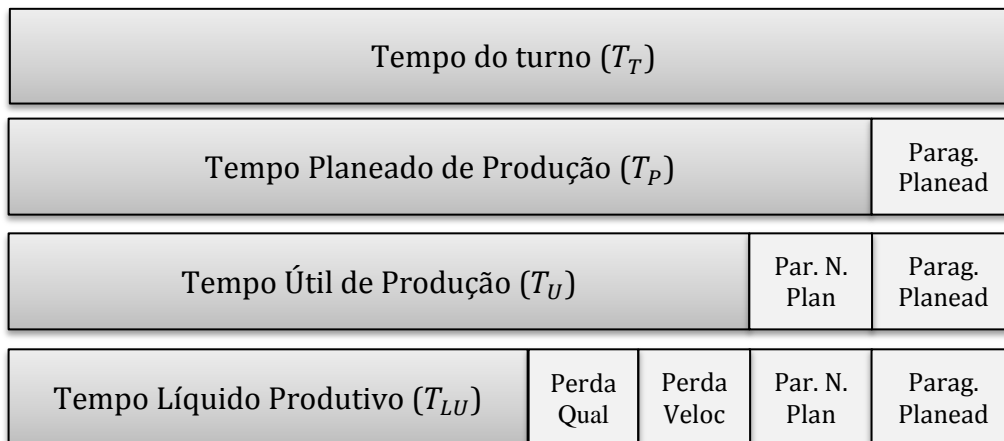 Tempo do turno (T_T)
Tempo Planeado de Produção (T_P)
Parag.
Planead
Tempo Útil de Produção (T_U)
Par. N.
Plan
Parag.
Planead
Tempo Líquido Produtivo (T_LU)
Perda
Qual
Perda
Veloc
Par. N.
Plan
Parag.
Planead